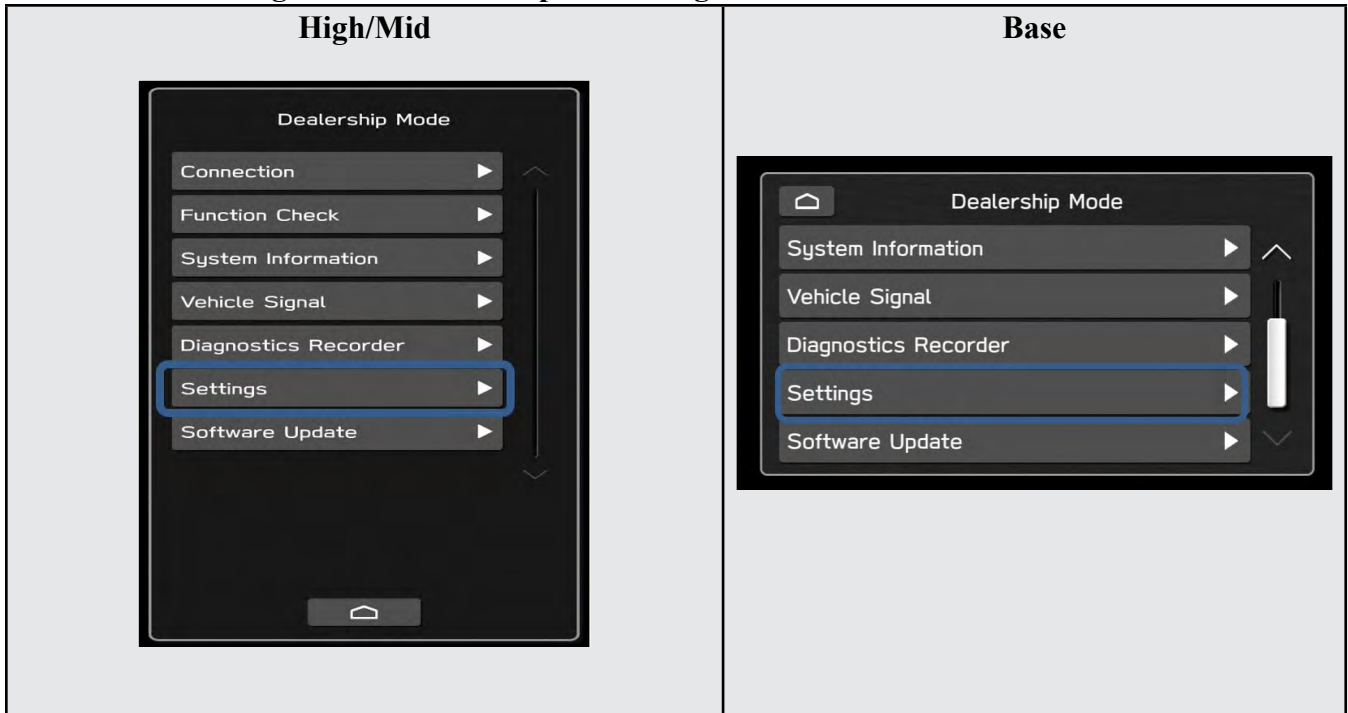 High/Mid
Base
Dealership Mode
Connection
Function Check
System Information
Vehicle Signal
Diagnostics Recorder
Settings
Software Update
Dealership Mode
System Information
Vehicle Signal
Diagnostics Recorder
Settings
Software Update